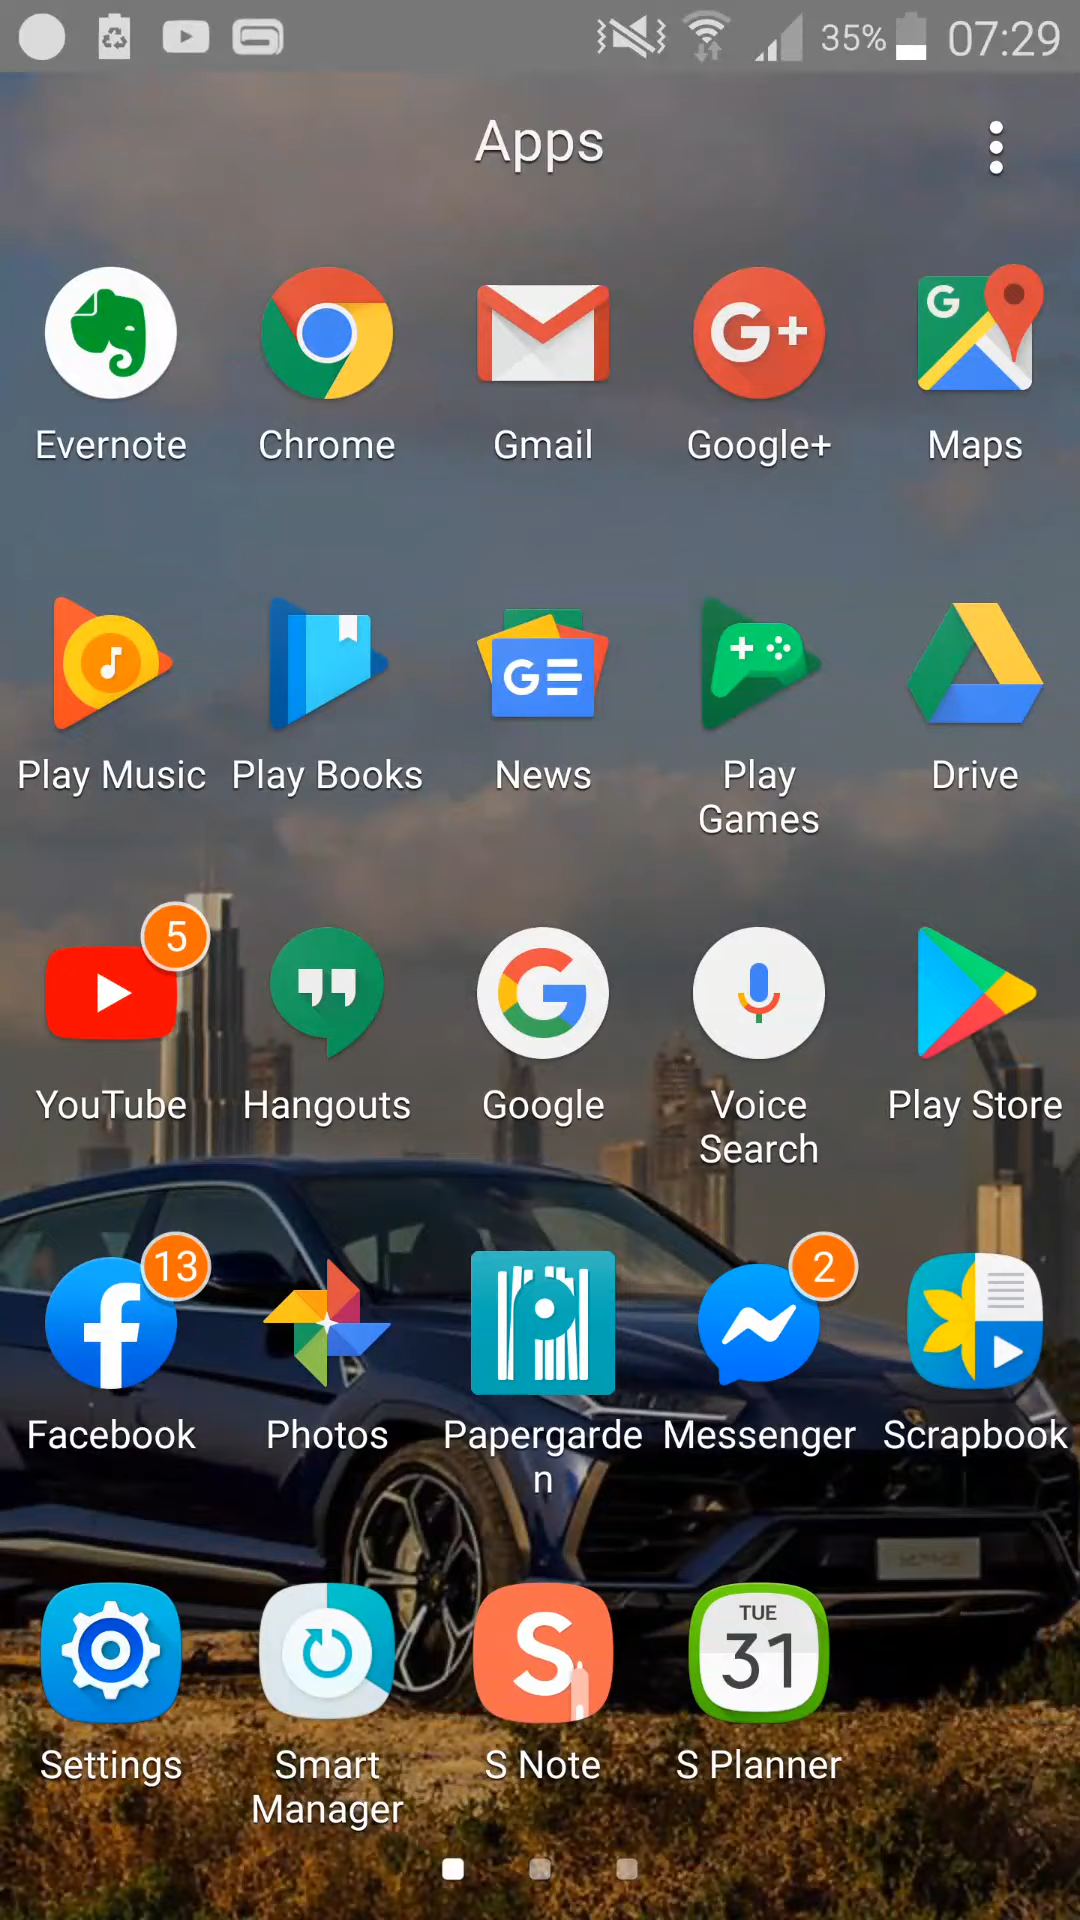 35% 07:29
Apps
G G+ G
Evernote Chrome Gmail Google+ Maps
GE
Play Music Play Books News Play Drive
Games
5
G
YouTube Hangouts Google Voice Play Store
Search
13 2
f P
Facebook Photos Papergarde Messenger Scrapbook
n
TUE
S 31
Settings Smart S Note S Planner
Manager